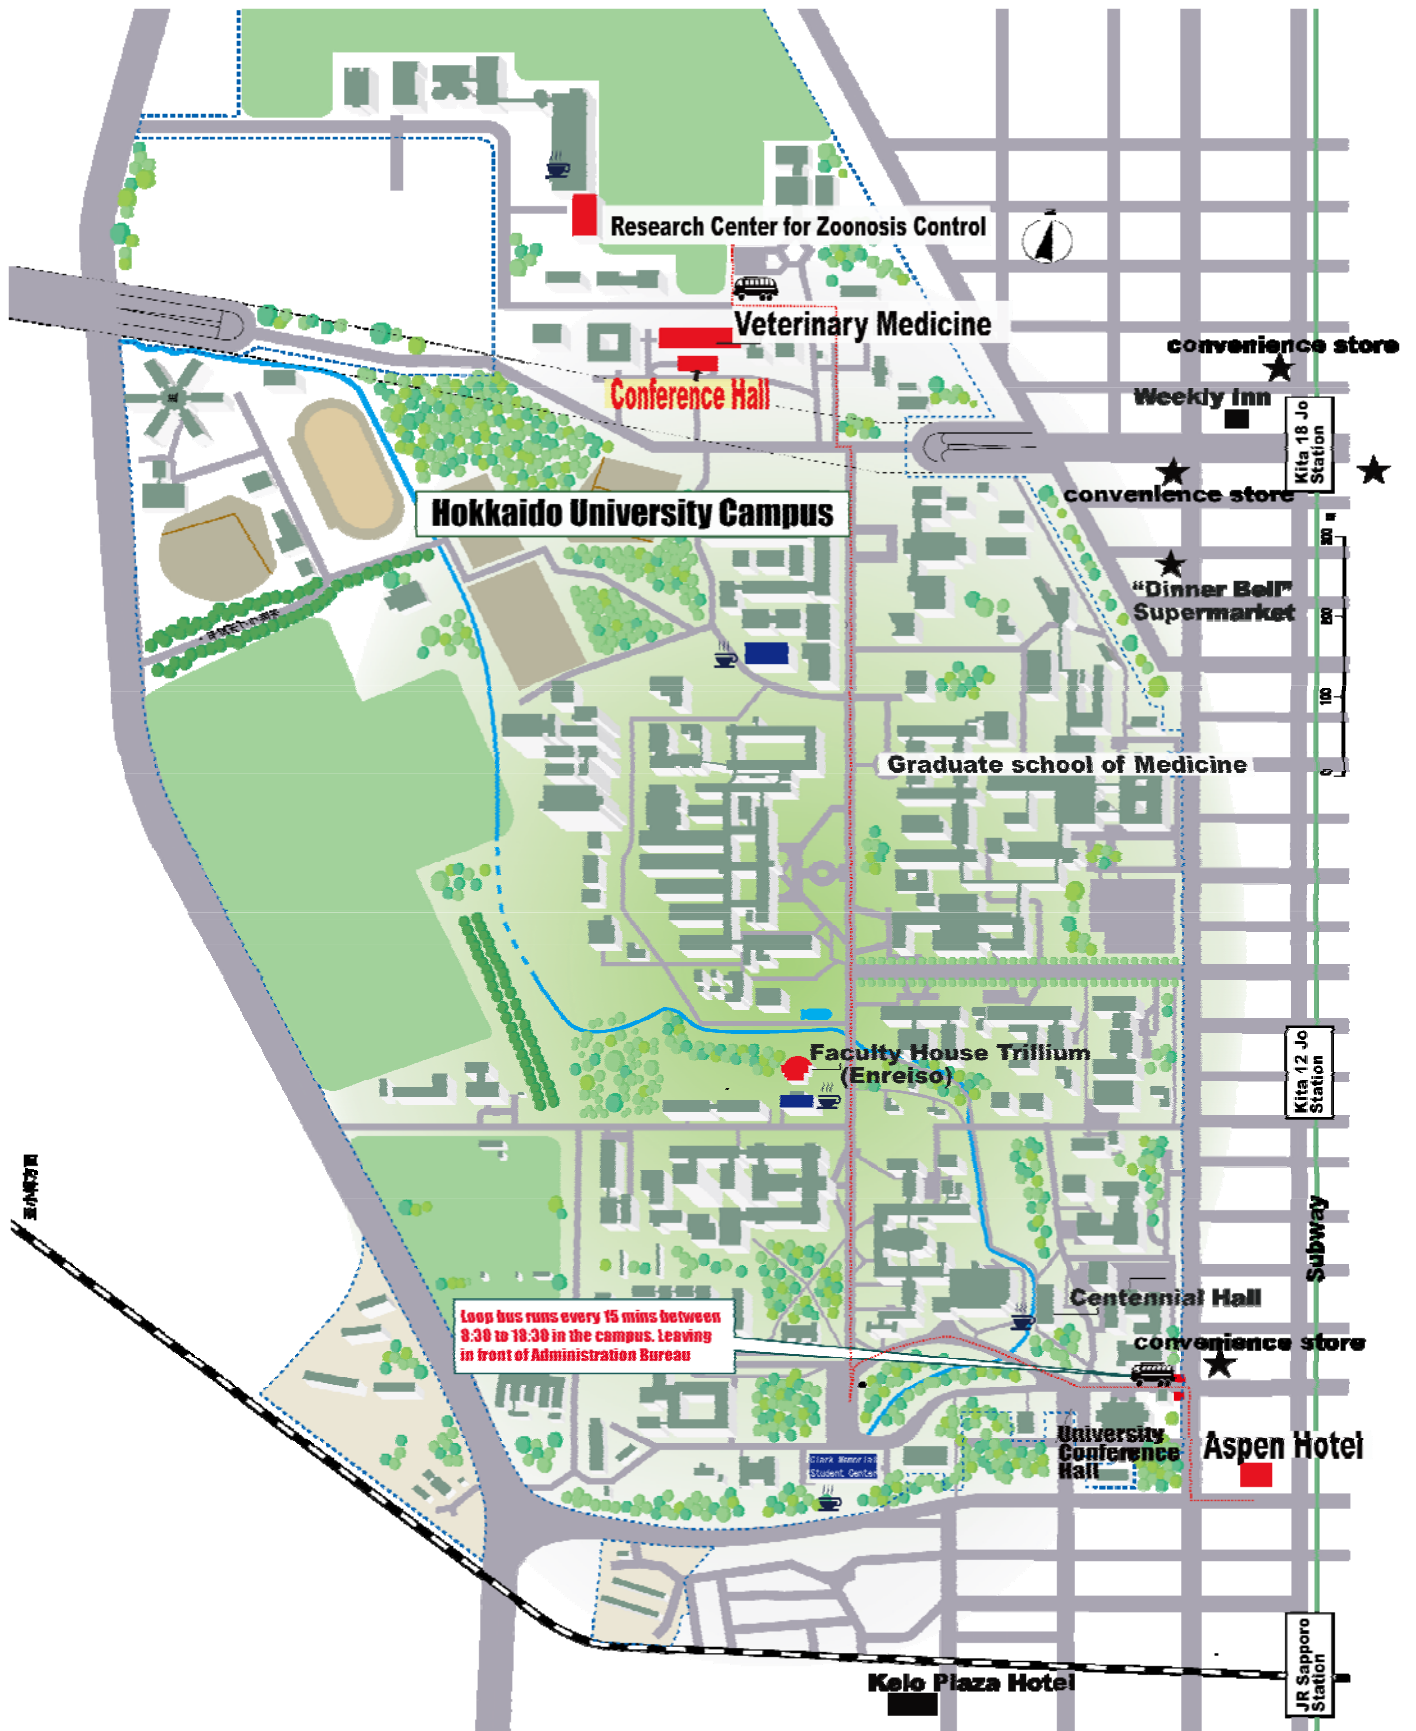 Research Center for Zoonosis Control
N
Veterinary Medicine
convenience store
Weekly Inn
Conference Hall
Kita 18 Jo
Station
convenience store
Hokkaido University Campus
"Dinner Bell"
Supermarket
100
0
Graduate school of Medicine
Faculty House Trillium
(Enreiso)
Kita 12 Jo
Station
Subway
Centennial Hall
Loop bus runs every 15 mins between
8:30 to 18:30 in the campus. Leaving
in front of Administration Bureau
convenience store
University
Conference
Hall
Aspen Hotel
Clark Memorial
Student Center
JR Sapporo
Station
Keio Plaza Hotel